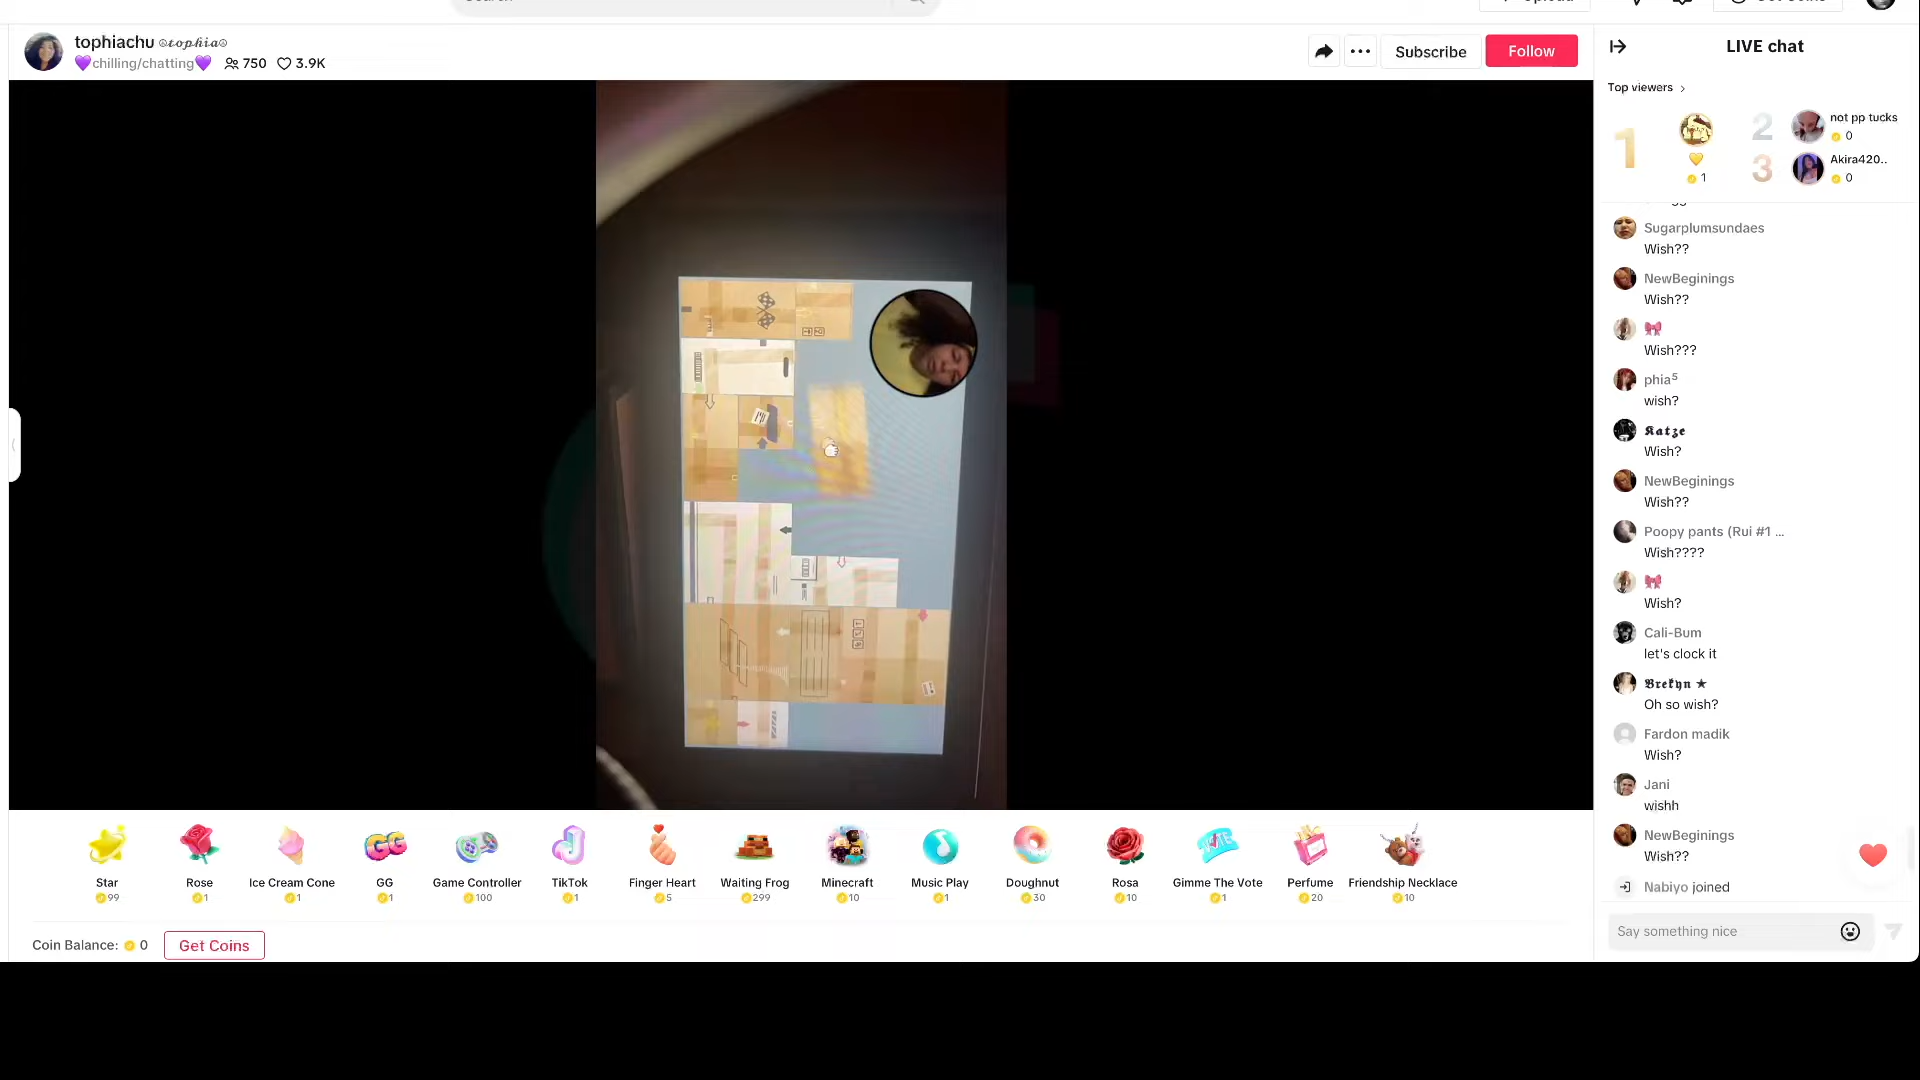 tophiachu ☮𝓽𝓸𝓹𝓱𝓲𝓪☮
💜chilling/chatting💜 750 3.9K
Subscribe
Follow
LIVE chat
Top viewers
1
💛
1
2
not pp tucks
0
3
Akira420..
0
Sugarplumsundaes
Wish??
NewBeginings
Wish??
🎀
Wish???
phia⁵
wish?
𝕶𝖆𝖙𝖟𝖊
Wish?
NewBeginings
Wish??
Poopy pants (Rui #1 ...
Wish????
🎀
Wish?
Cali-Bum
let's clock it
𝕭𝖗𝖊𝖐𝖞𝖓 ★
Oh so wish?
Fardon madik
Wish?
Jani
wishh
NewBeginings
Wish??
Nabiyo joined
Say something nice
Star
99
Rose
1
Ice Cream Cone
1
GG
1
Game Controller
100
TikTok
1
Finger Heart
5
Waiting Frog
299
Minecraft
10
Music Play
1
Doughnut
30
Rosa
10
Gimme The Vote
1
Perfume
20
Friendship Necklace
10
Coin Balance: 0
Get Coins